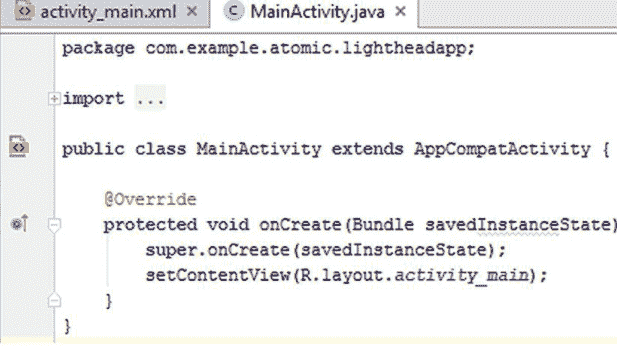 activity_main.xml × MainActivity.java ×
package com.example.atomic.lightheadapp;
import ...
public class MainActivity extends AppCompatActivity {
@Override
protected void onCreate(Bundle savedInstanceState)
super.onCreate(savedInstanceState);
setContentView(R.layout.activity_main);
}
}